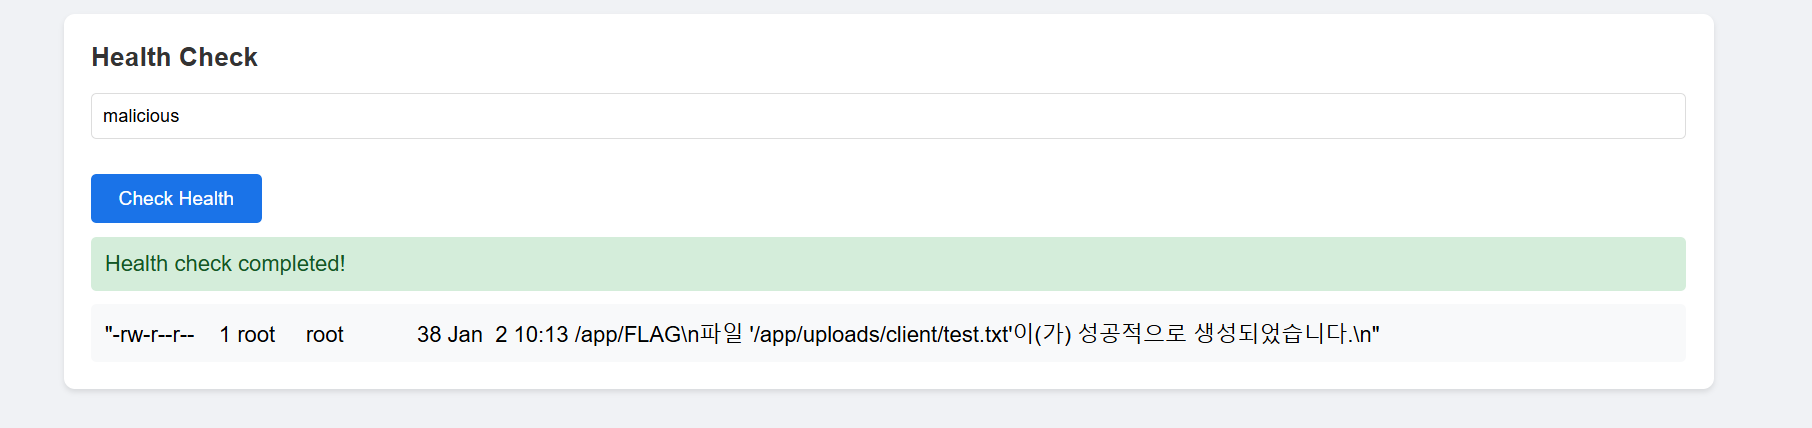 Health Check
malicious
Check Health
Health check completed!
"-rw-r--r--    1 root     root            38 Jan  2 10:13 /app/FLAG\n파일 '/app/uploads/client/test.txt'이(가) 성공적으로 생성되었습니다.\n"